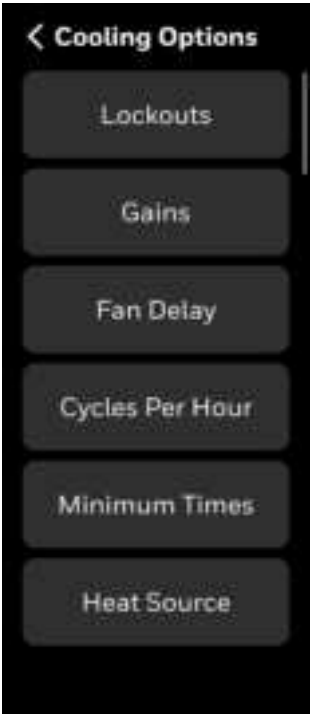 Cooling Options
Lockouts
Gains
Fan Delay
Cycles Per Hour
Minimum Times
Heat Source